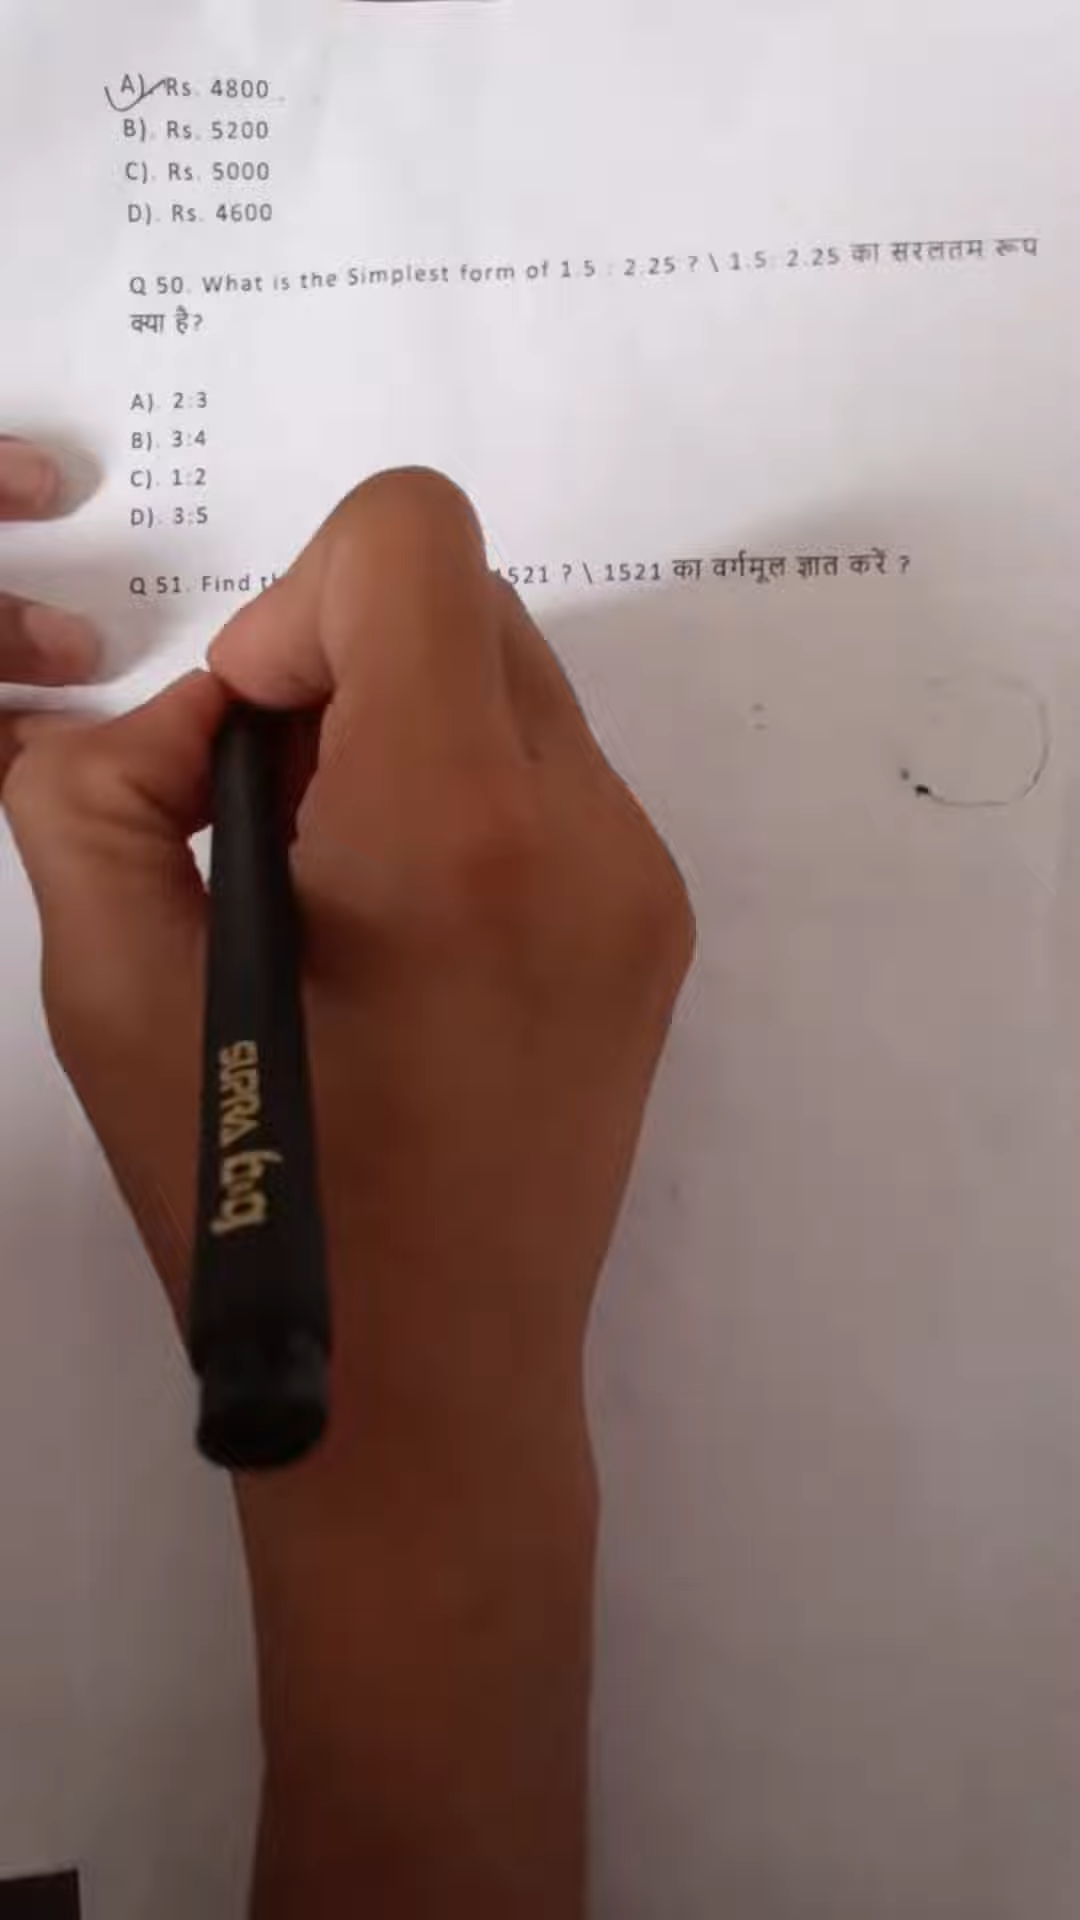 A). Rs. 4800
B). Rs. 5200
C). Rs. 5000
D). Rs. 4600
Q 50. What is the Simplest form of 1.5 : 2.25 ? \ 1.5: 2.25 का सरलतम रूप
क्या है?
A). 2:3
B). 3:4
C). 1:2
D). 3:5
Q 51. Find 521 ? \ 1521 का वर्गमूल ज्ञात करें ?